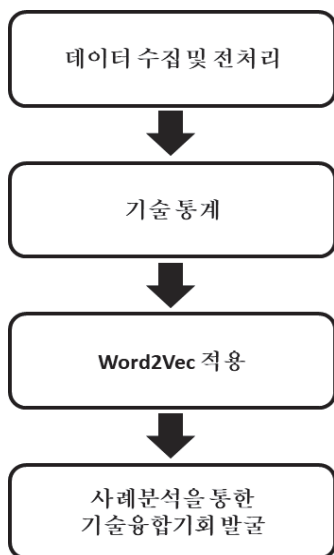 데이터 수집 및 전처리
기술 통계
Word2Vec 적용
사례분석을 통한
기술융합기회 발굴